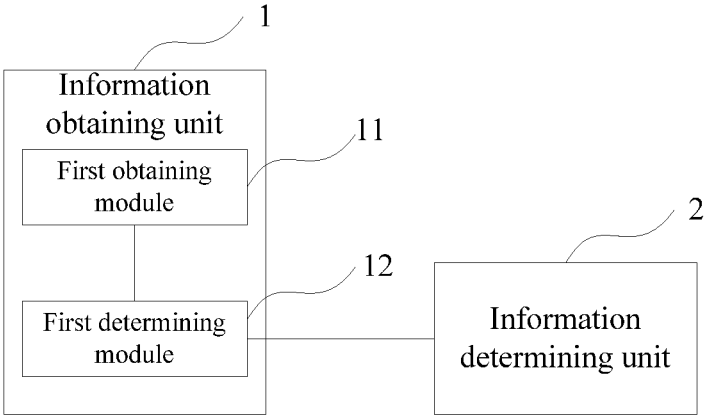 1
Information
obtaining unit
11
First obtaining
module
2
12
First determining
module
Information
determining unit